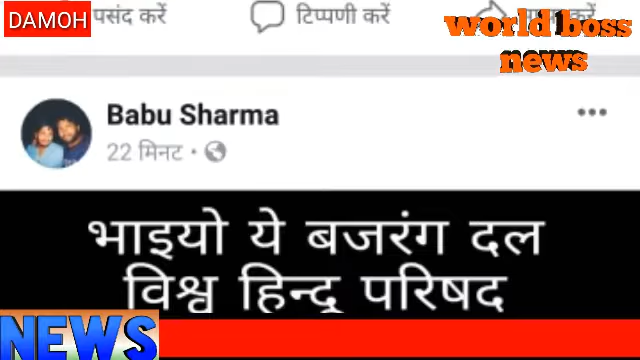 DAMOH
पसंद करें
टिप्पणी करें
world boss
news
Babu Sharma
22 मिनट
भाइयो ये बजरंग दल
विश्व हिन्दू परिषद
NEWS